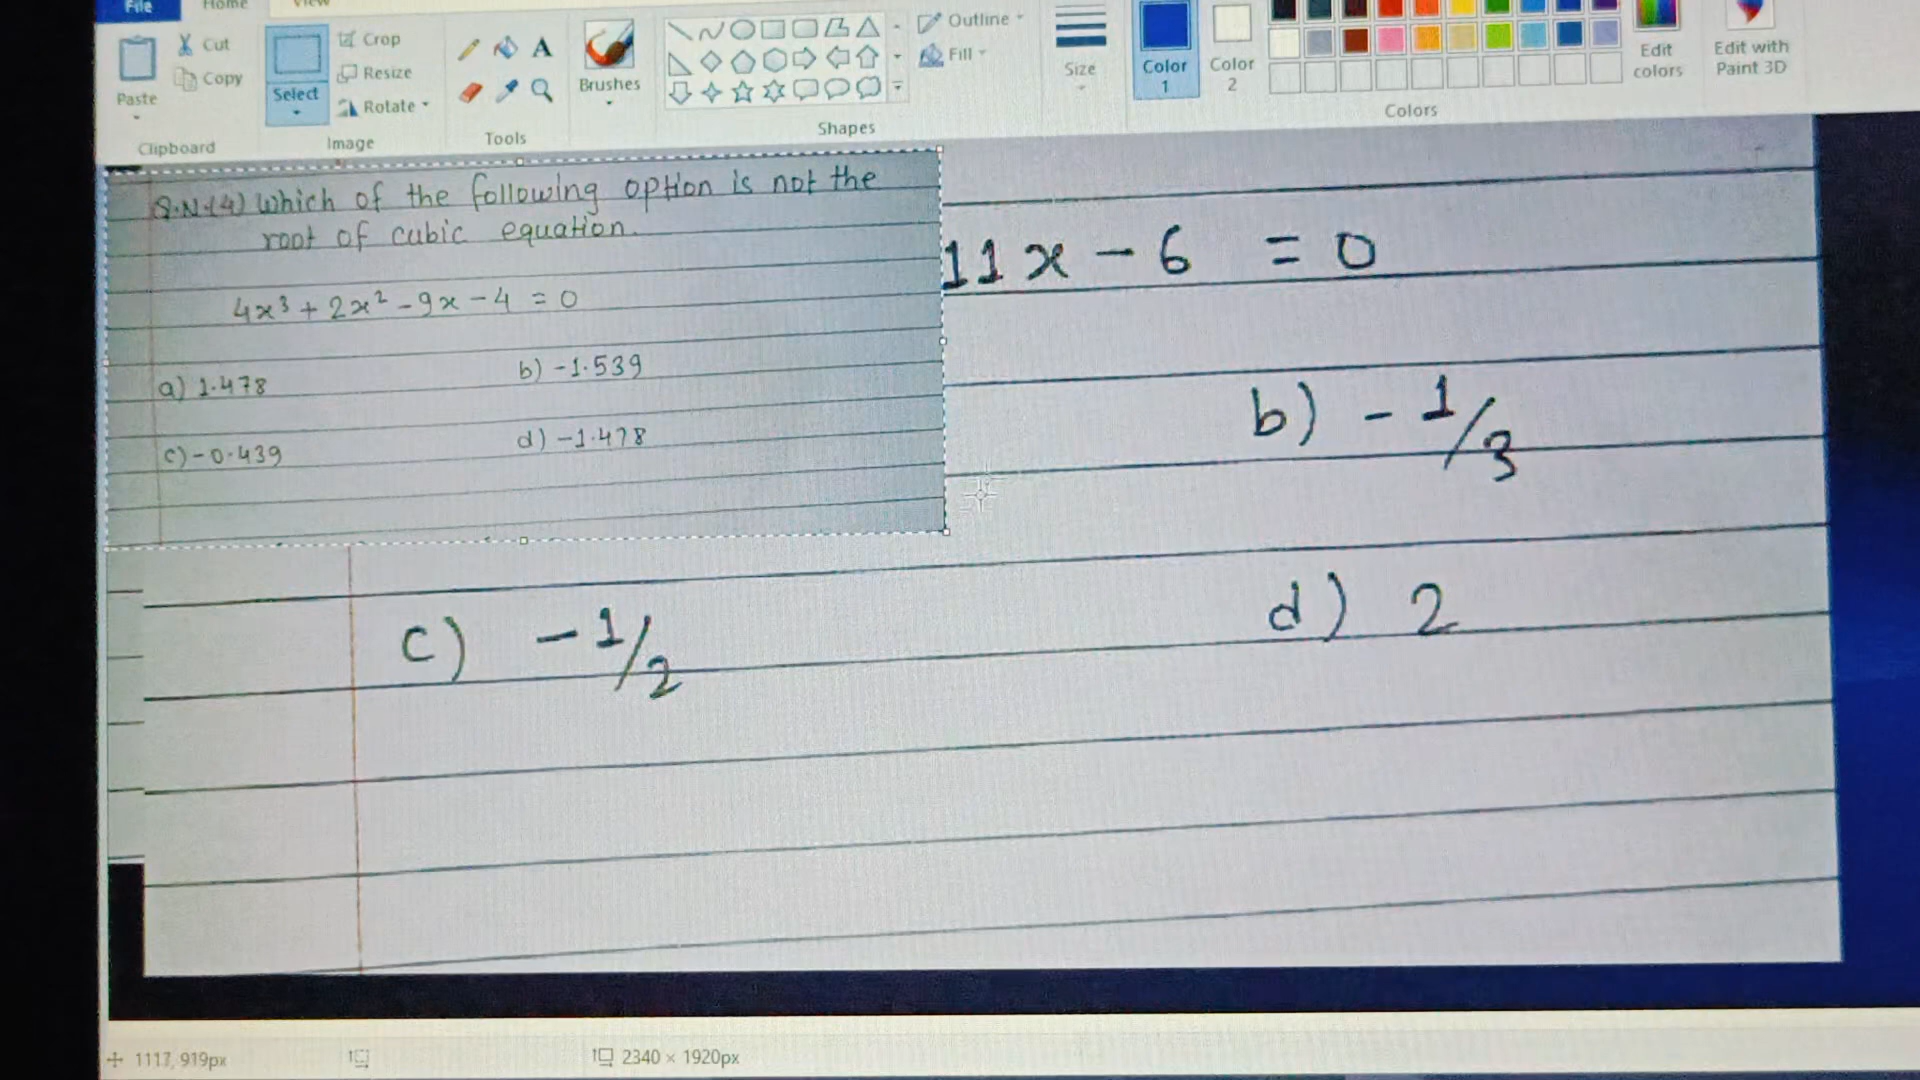 File Home View
Paste
Cut
Copy
Clipboard
Select
Crop
Resize
Rotate
Image
A
Tools
Brushes
Shapes
Outline
Fill
Size
Color 1
Color 2
Edit colors
Edit with Paint 3D
Colors
Q.N.(4) Which of the following option is not the
root of cubic equation.
4x³ + 2x² - 9x - 4 = 0
a) 1.478 b) -1.539
c) -0.439 d) -1.478
11x - 6 = 0
b) - 1/3
c) - 1/2 d) 2
1117, 919px 2340 × 1920px